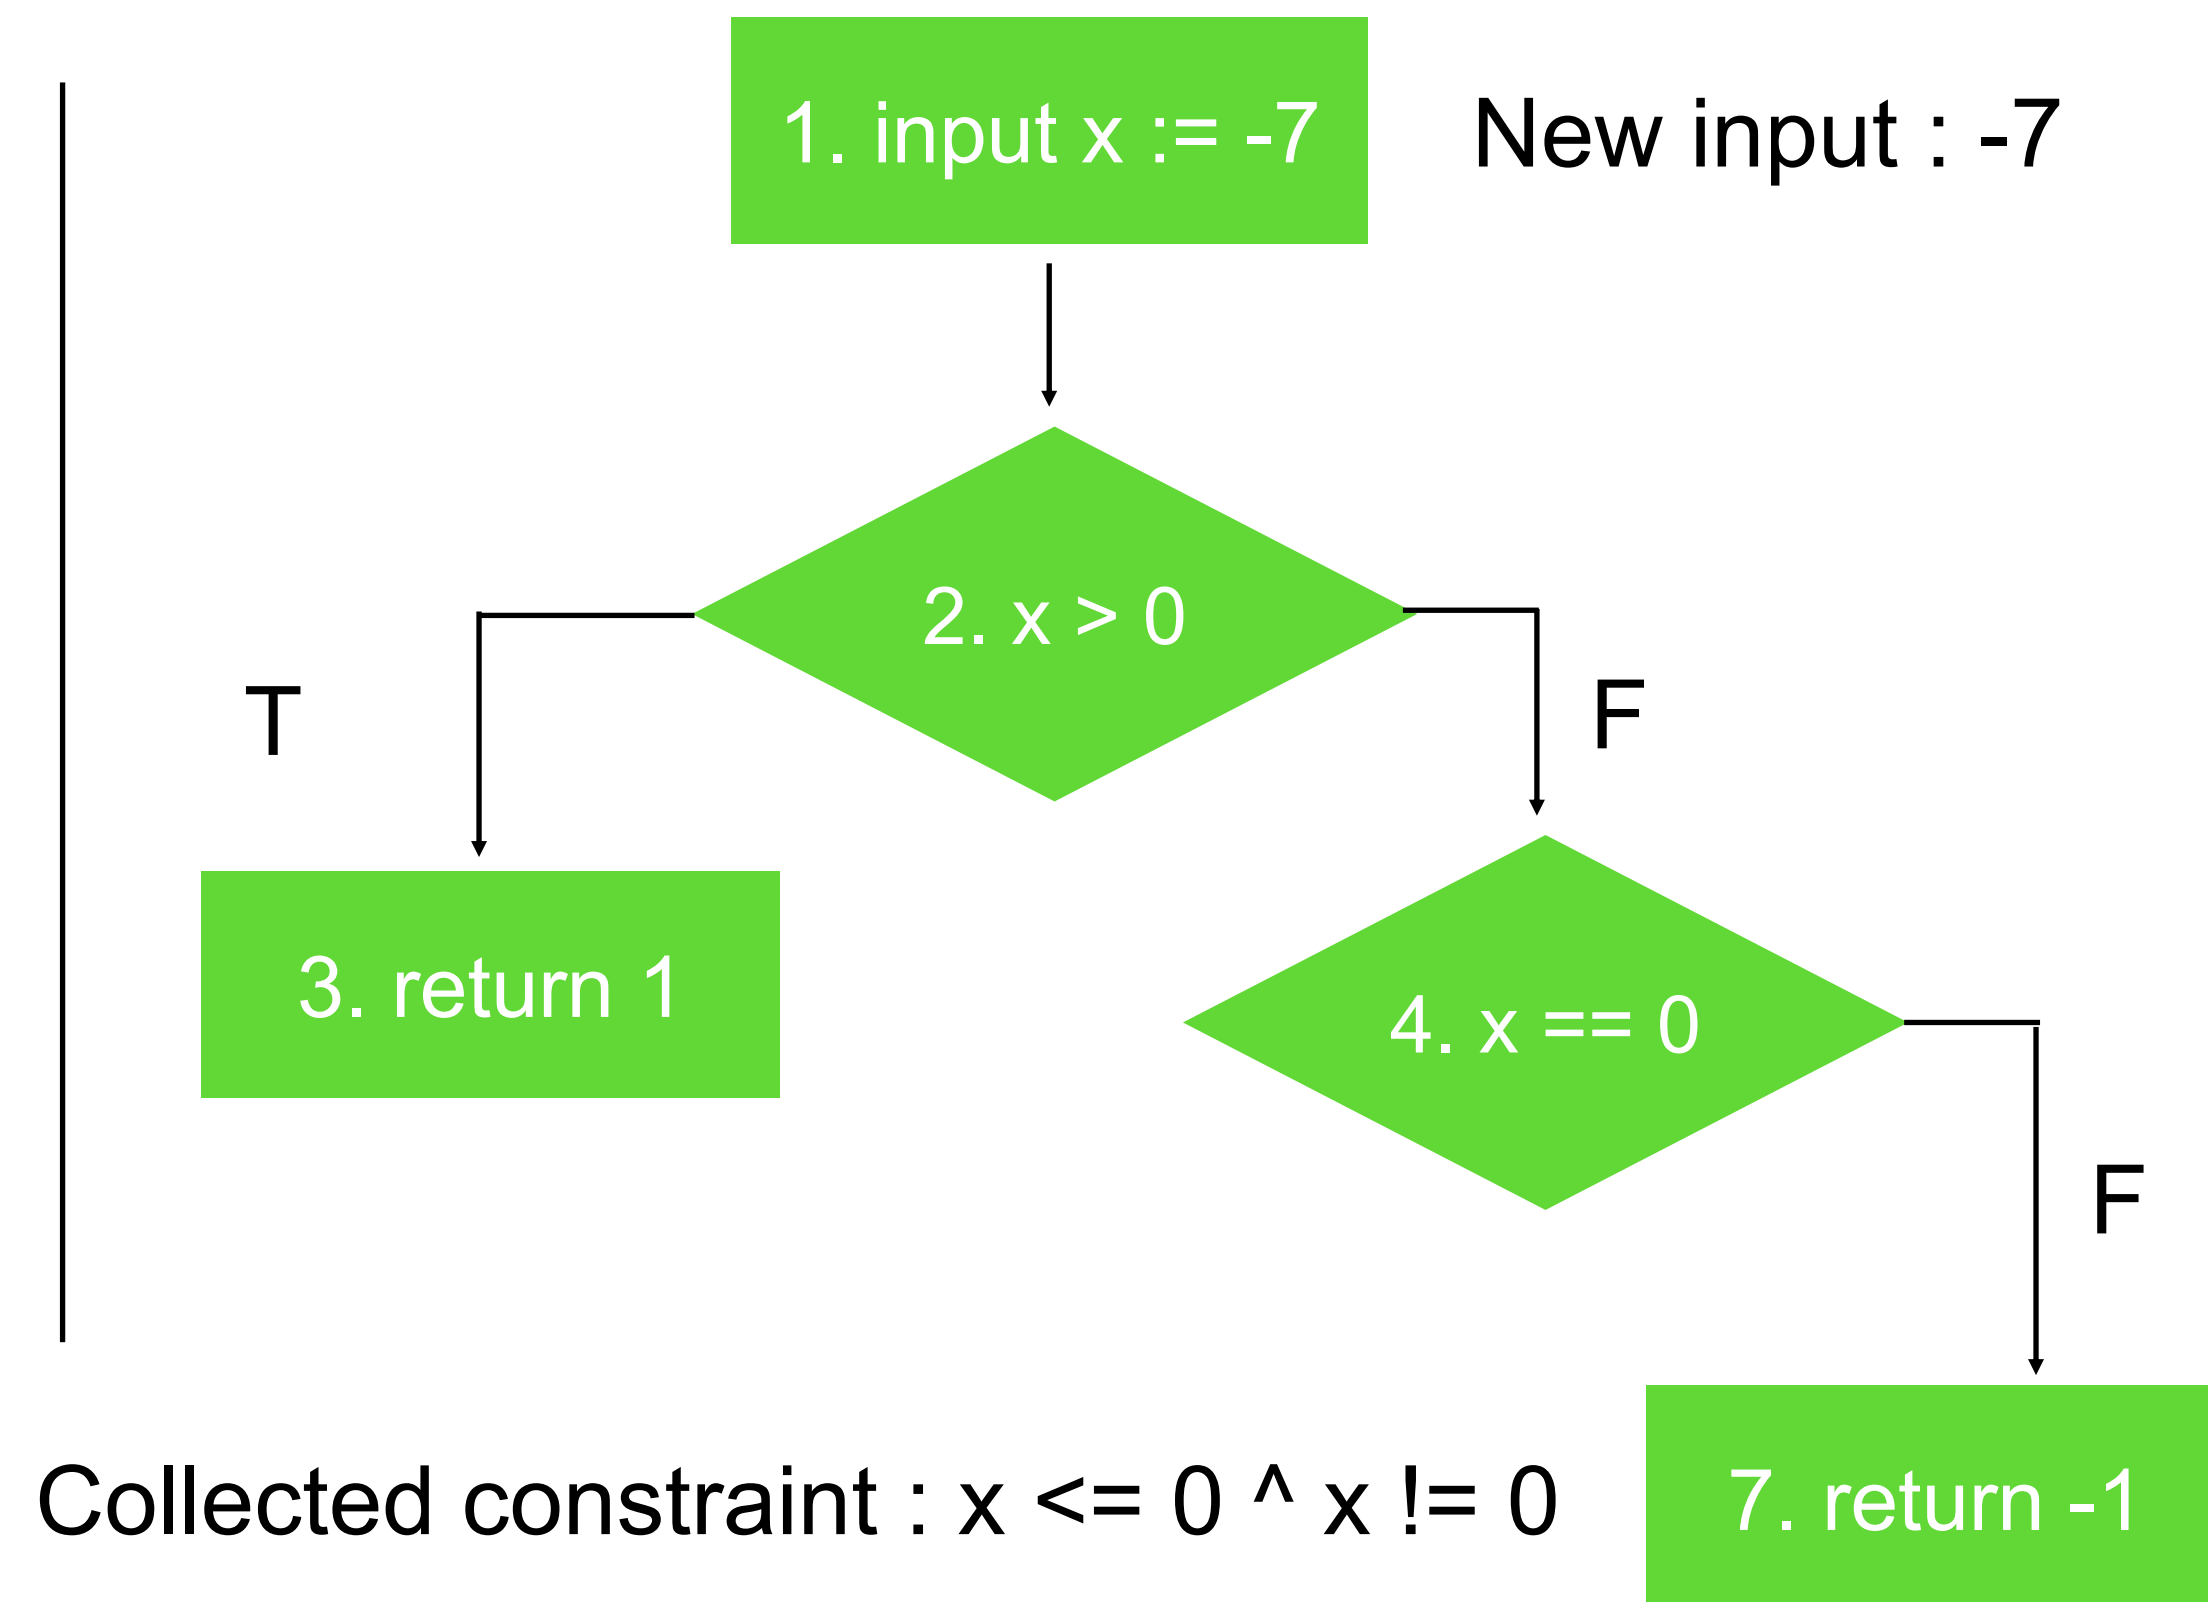 1. input x := -7
New input : -7
2. x > 0
T
F
3. return 1
4. x == 0
F
Collected constraint : x <= 0 ^ x != 0
7. return -1